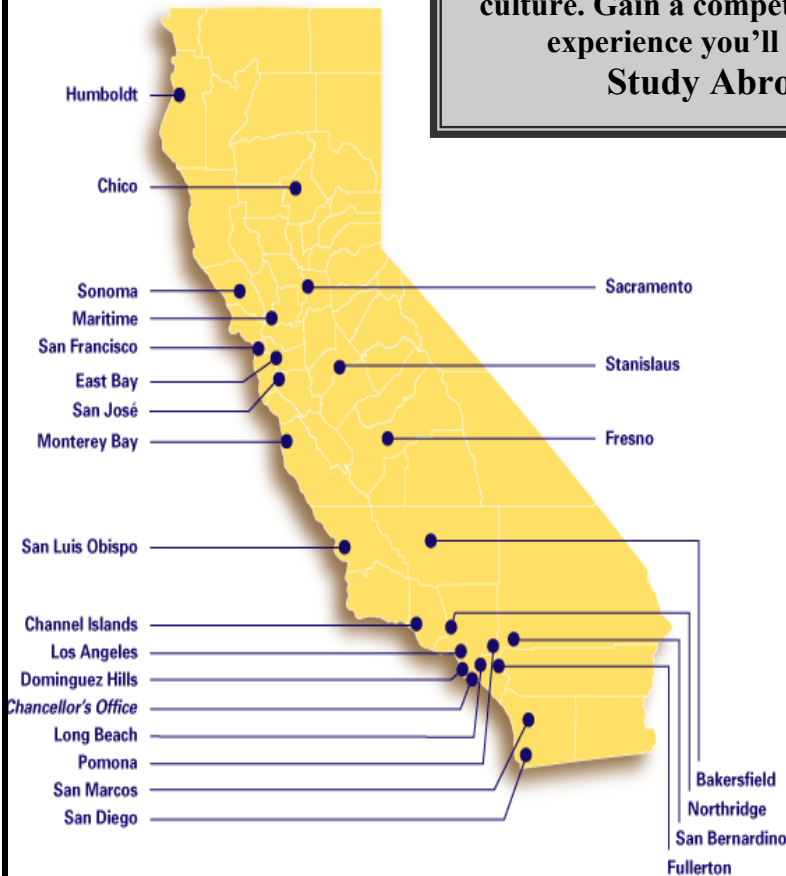 culture. Gain a compet
experience you'll
Study Abro
Humboldt
Chico
Sonoma
Maritime
San Francisco
East Bay
San José
Monterey Bay
San Luis Obispo
Channel Islands
Los Angeles
Dominguez Hills
Chancellor's Office
Long Beach
Pomona
San Marcos
San Diego
Sacramento
Stanislaus
Fresno
Bakersfield
Northridge
San Bernardino
Fullerton